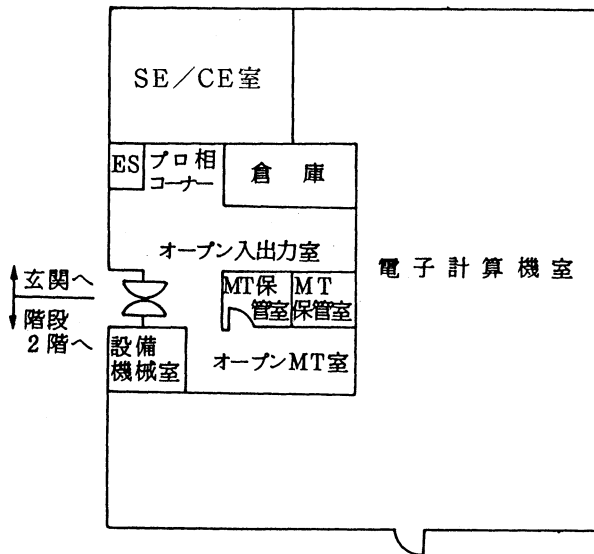 SE／CE室
ES
プロ相
コーナー
倉庫
オープン入出力室
電子計算機室
玄関へ
階段
2階へ
MT保
管室
MT
保管室
設備
機械室
オープンMT室